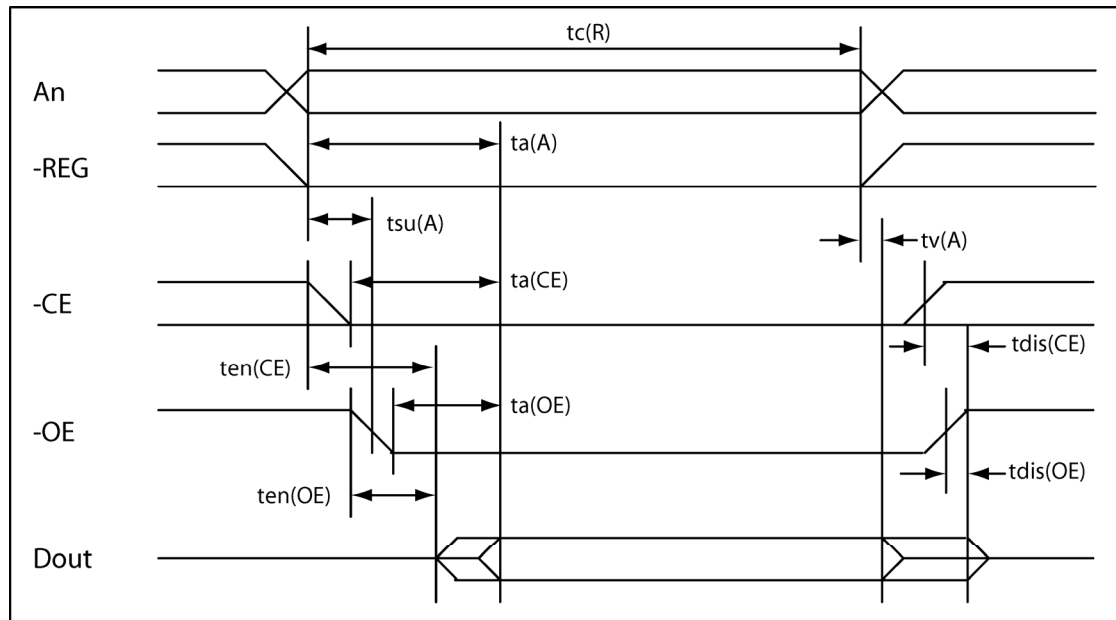 tc(R)
An
ta(A)
-REG
tsu(A)
tv(A)
ta(CE)
-CE
tdis(CE)
ten(CE)
ta(OE)
-OE
tdis(OE)
ten(OE)
Dout